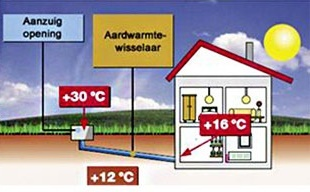 Aanzuig
opening
Aardwarmte-
wisselaar
+30 °C
+16 °C
+12 °C